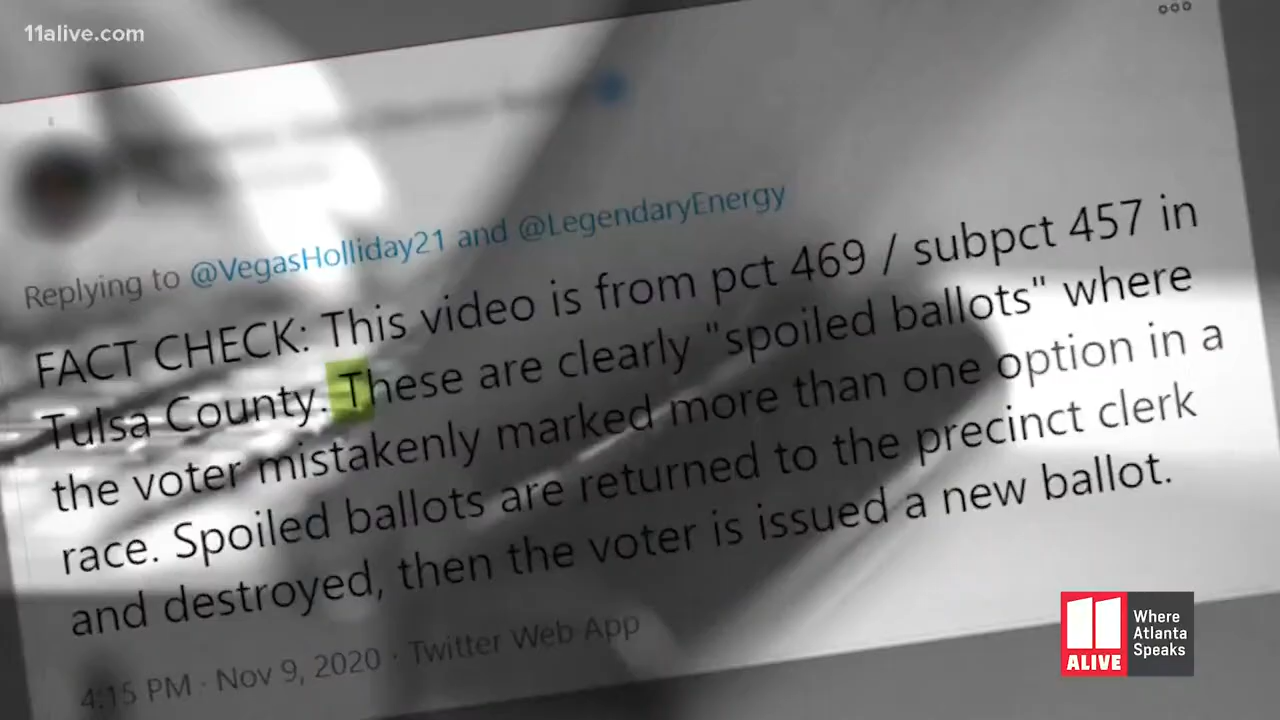 11alive.com
Replying to @VegasHolliday21 and @LegendaryEnergy
FACT CHECK: This video is from pct 469 / subpct 457 in
Tulsa County. These are clearly "spoiled ballots" where
the voter mistakenly marked more than one option in a
race. Spoiled ballots are returned to the precinct clerk
and destroyed, then the voter is issued a new ballot.
4:15 PM · Nov 9, 2020 · Twitter Web App
11
ALIVE
Where
Atlanta
Speaks